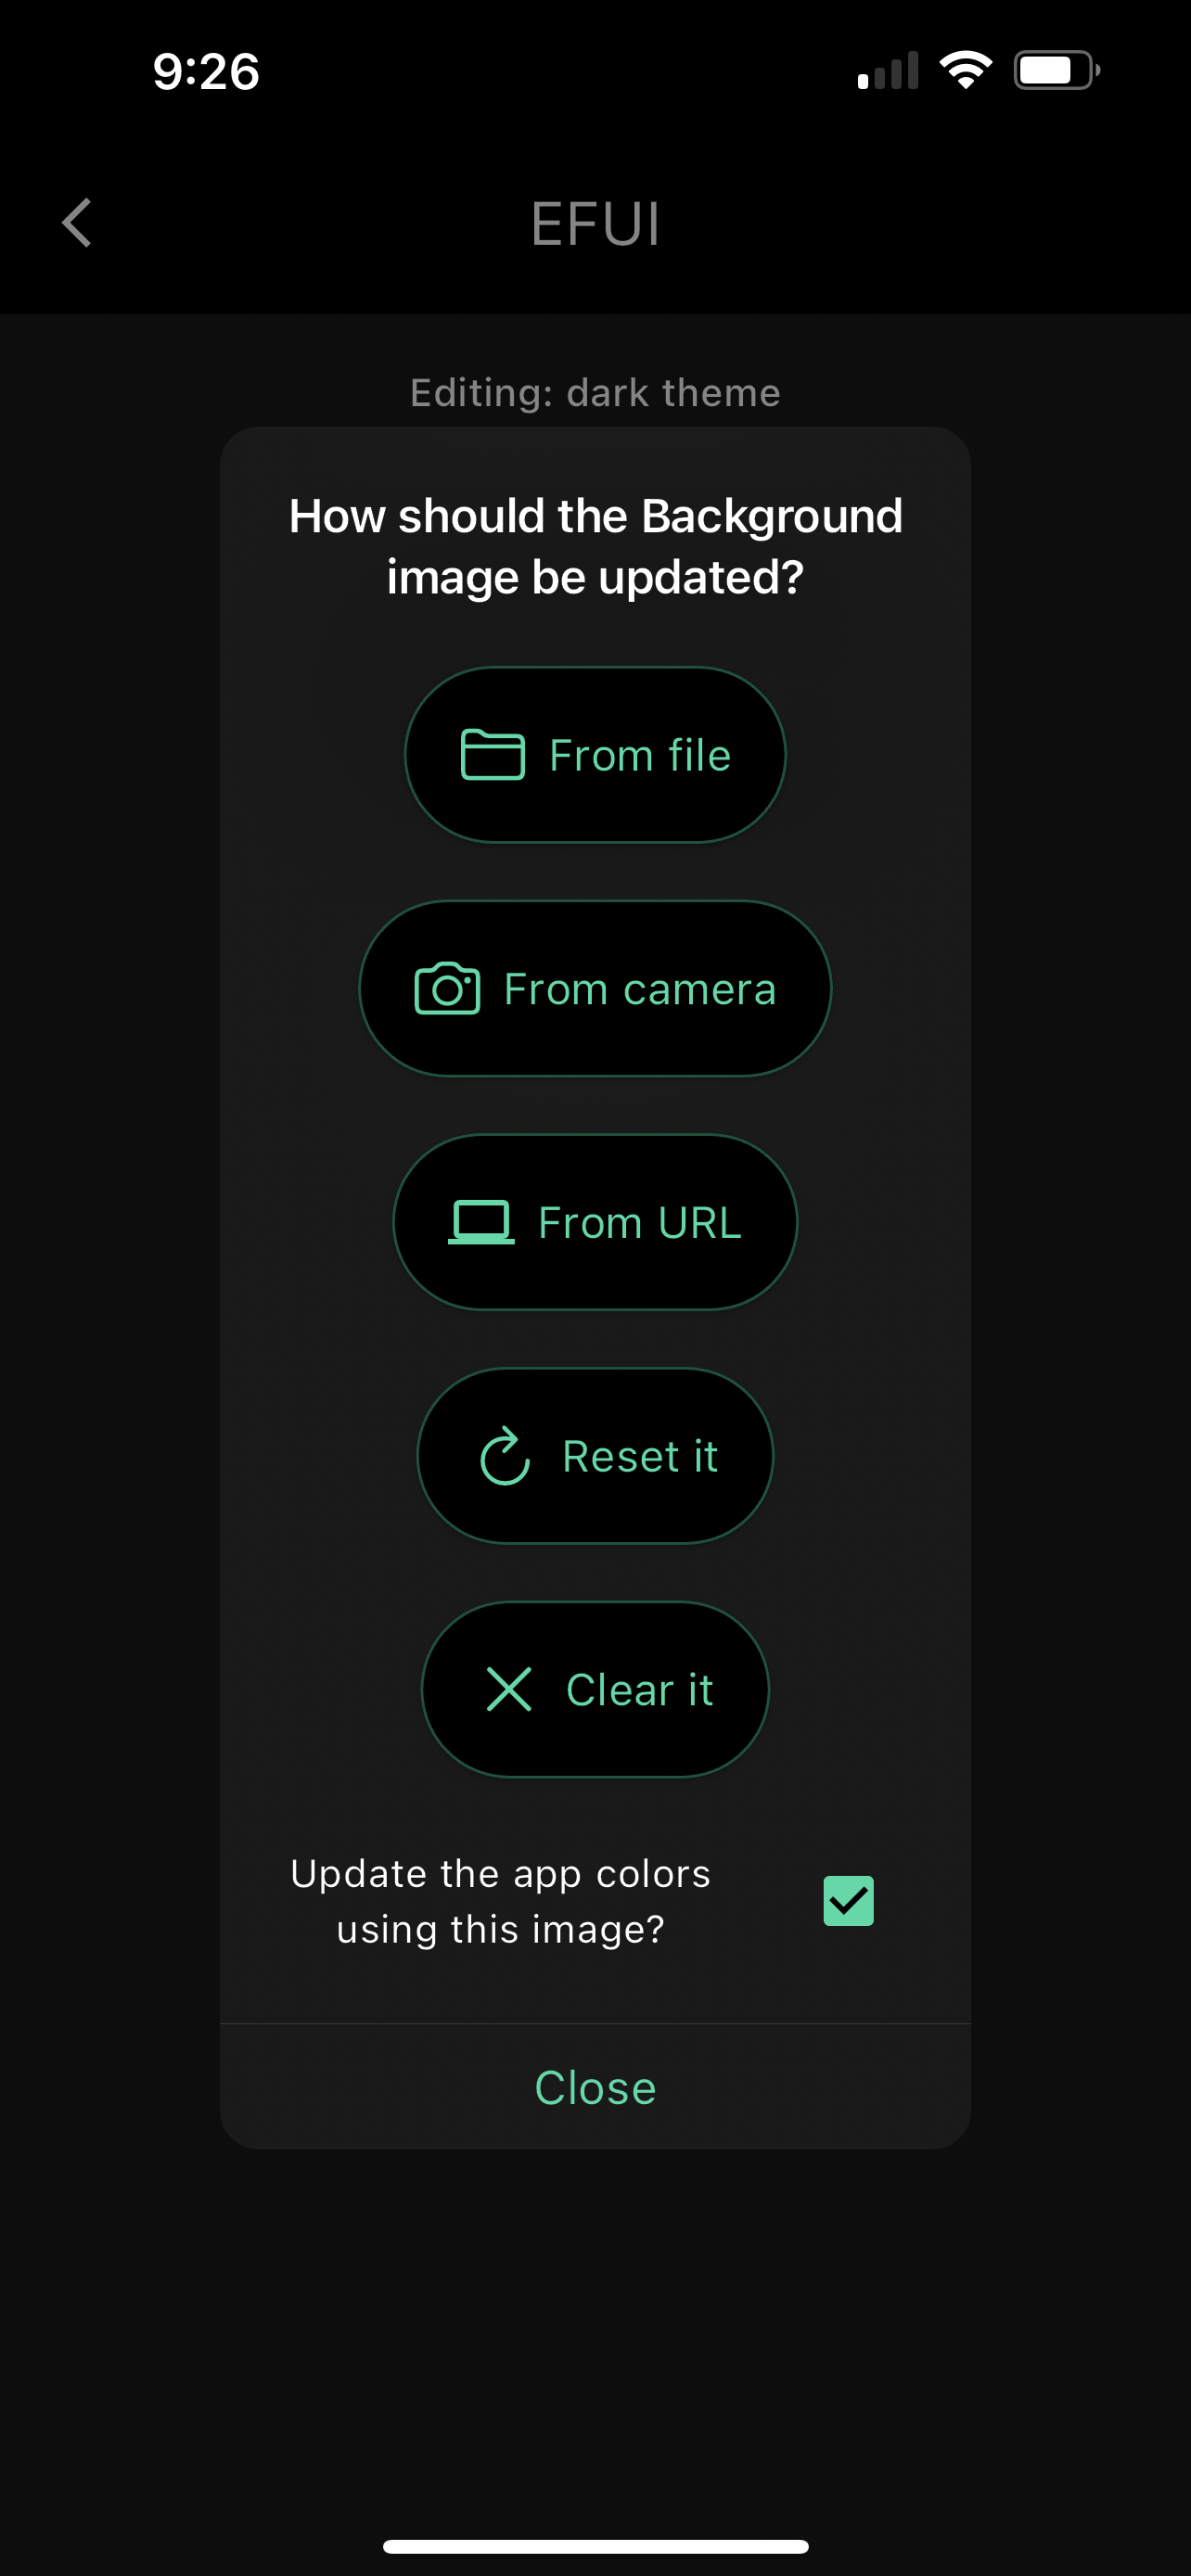 9:26
EFUI
Editing: dark theme
How should the Background
image be updated?
From file
From camera
From URL
Reset it
Clear it
Update the app colors
using this image?
Close